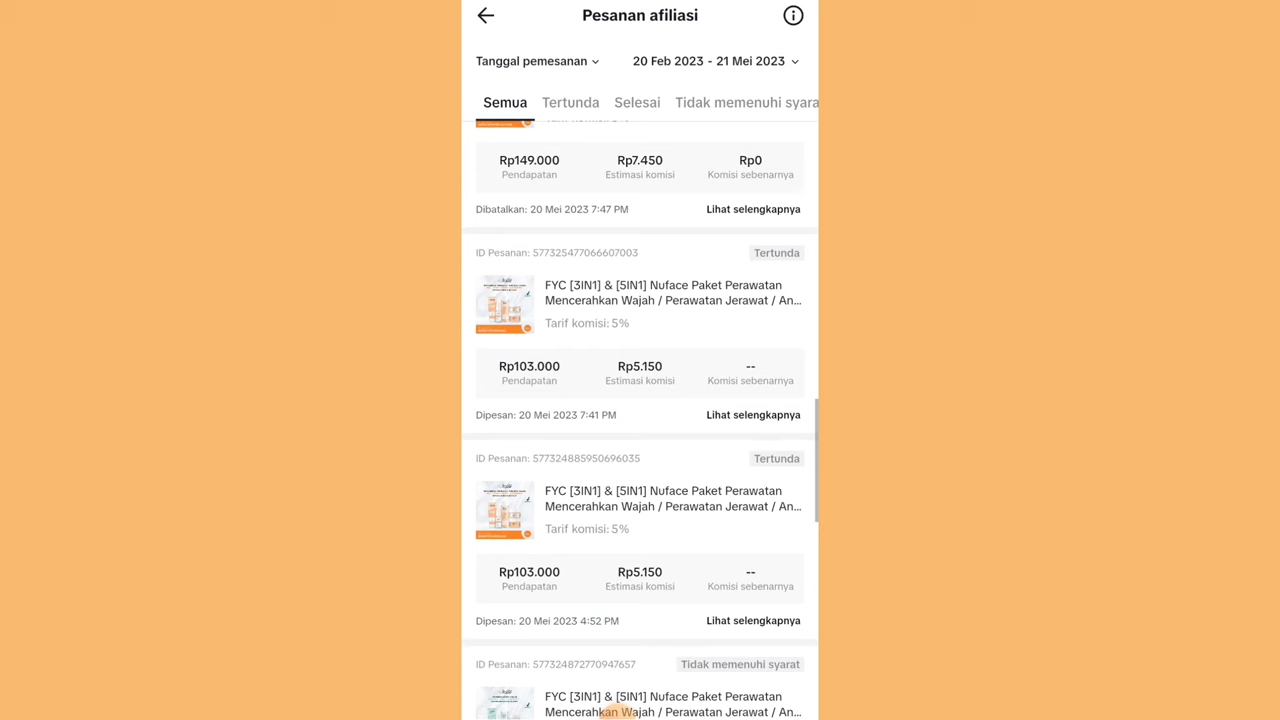 Pesanan afiliasi
Tanggal pemesanan
20 Feb 2023 - 21 Mei 2023
Semua Tertunda Selesai Tidak memenuhi syara
Rp149.000 Rp7.450 Rp0
Pendapatan Estimasi komisi Komisi sebenarnya
Dibatalkan: 20 Mei 2023 7:47 PM Lihat selengkapnya
ID Pesanan: 577325477066607003 Tertunda
FYC [3IN1] & [5IN1] Nuface Paket Perawatan
Mencerahkan Wajah / Perawatan Jerawat / An...
Tarif komisi: 5%
Rp103.000 Rp5.150 --
Pendapatan Estimasi komisi Komisi sebenarnya
Dipesan: 20 Mei 2023 7:41 PM Lihat selengkapnya
ID Pesanan: 577324885950696035 Tertunda
FYC [3IN1] & [5IN1] Nuface Paket Perawatan
Mencerahkan Wajah / Perawatan Jerawat / An...
Tarif komisi: 5%
Rp103.000 Rp5.150 --
Pendapatan Estimasi komisi Komisi sebenarnya
Dipesan: 20 Mei 2023 4:52 PM Lihat selengkapnya
ID Pesanan: 577324872770947657 Tidak memenuhi syarat
FYC [3IN1] & [5IN1] Nuface Paket Perawatan
Mencerahkan Wajah / Perawatan Jerawat / An...